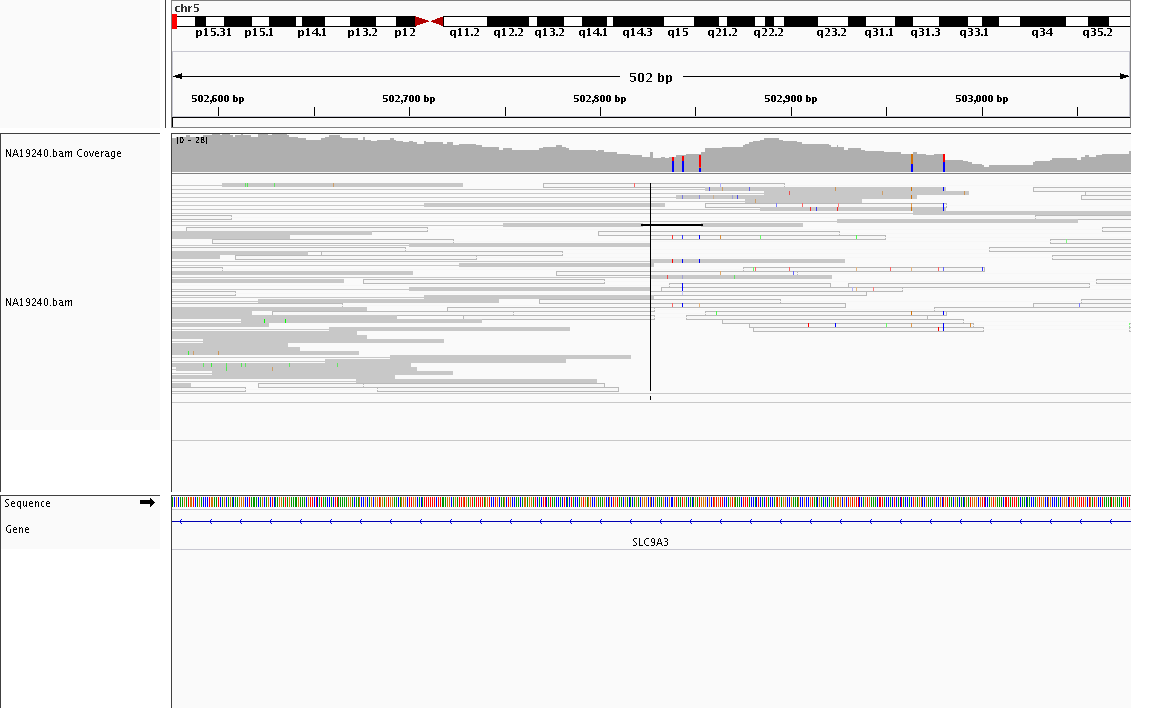 chr5
p15.31 p15.1 p14.1 p13.2 p12 q11.2 q12.2 q13.2 q14.1 q14.3 q15 q21.2 q22.2 q23.2 q31.1 q31.3 q33.1 q34 q35.2
502 bp
502,600 bp 502,700 bp 502,800 bp 502,900 bp 503,000 bp
[0 - 28]
NA19240.bam Coverage
NA19240.bam
Sequence
Gene
SLC9A3